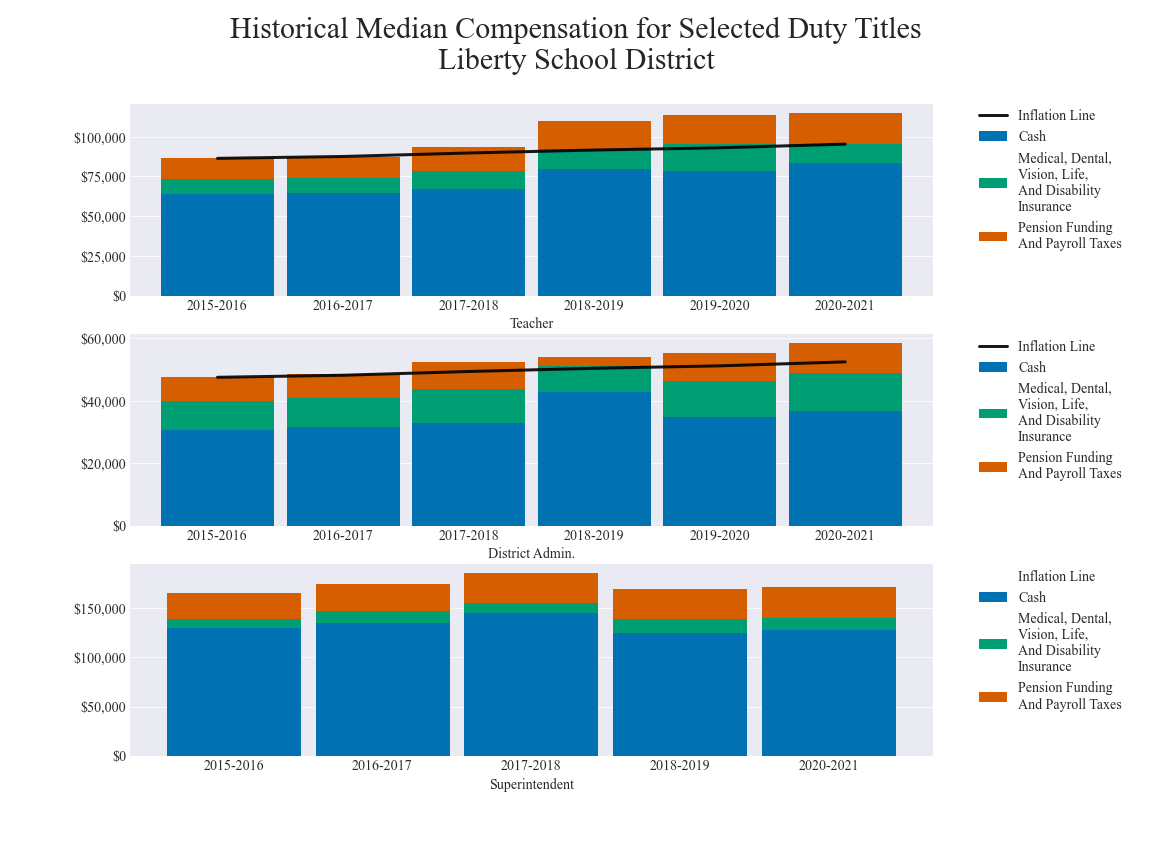 Historical Median Compensation for Selected Duty Titles
Liberty School District
$100,000
$75,000
$50,000
$25,000
$0
2015-2016 2016-2017 2017-2018 2018-2019 2019-2020 2020-2021
Teacher
Inflation Line
Cash
Medical, Dental,
Vision, Life,
And Disability
Insurance
Pension Funding
And Payroll Taxes
$60,000
$40,000
$20,000
$0
2015-2016 2016-2017 2017-2018 2018-2019 2019-2020 2020-2021
District Admin.
Inflation Line
Cash
Medical, Dental,
Vision, Life,
And Disability
Insurance
Pension Funding
And Payroll Taxes
$150,000
$100,000
$50,000
$0
2015-2016 2016-2017 2017-2018 2018-2019 2020-2021
Superintendent
Inflation Line
Cash
Medical, Dental,
Vision, Life,
And Disability
Insurance
Pension Funding
And Payroll Taxes